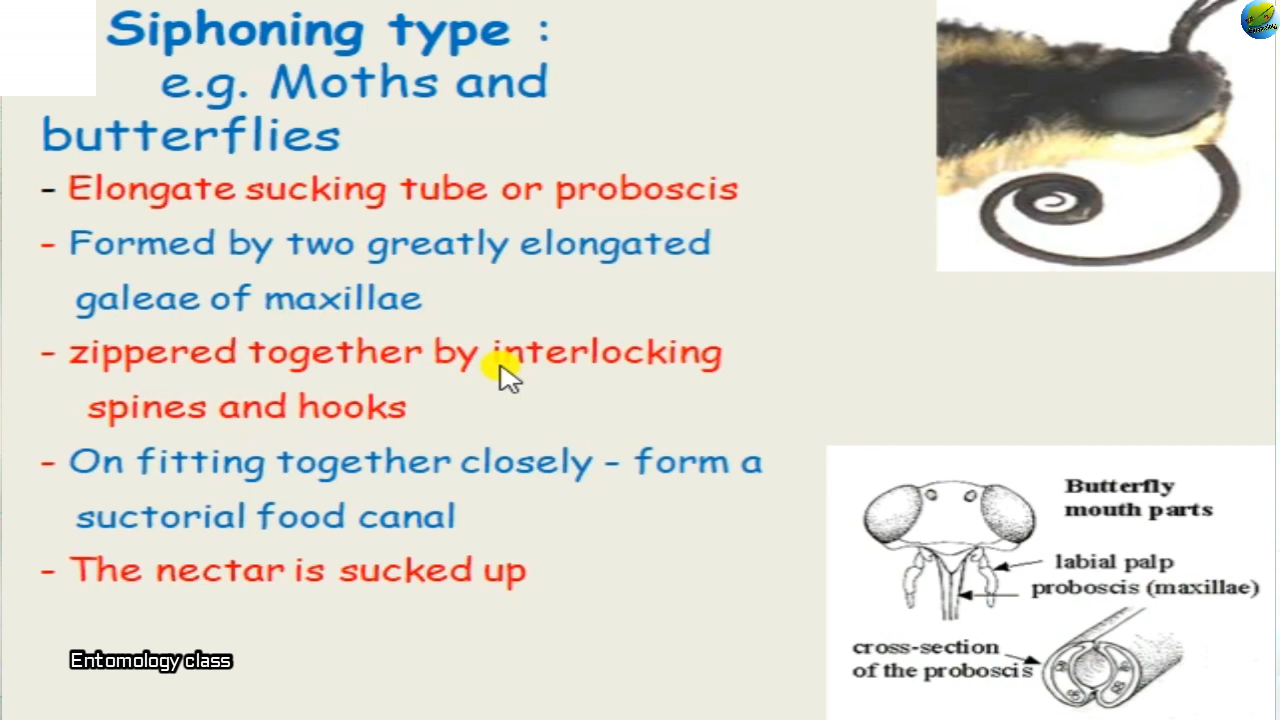 Siphoning type :
e.g. Moths and
butterflies
- Elongate sucking tube or proboscis
- Formed by two greatly elongated
galeae of maxillae
- zippered together by interlocking
spines and hooks
- On fitting together closely - form a
suctorial food canal
- The nectar is sucked up
Entomology class
Butterfly
mouth parts
labial palp
proboscis (maxillae)
cross-section
of the proboscis